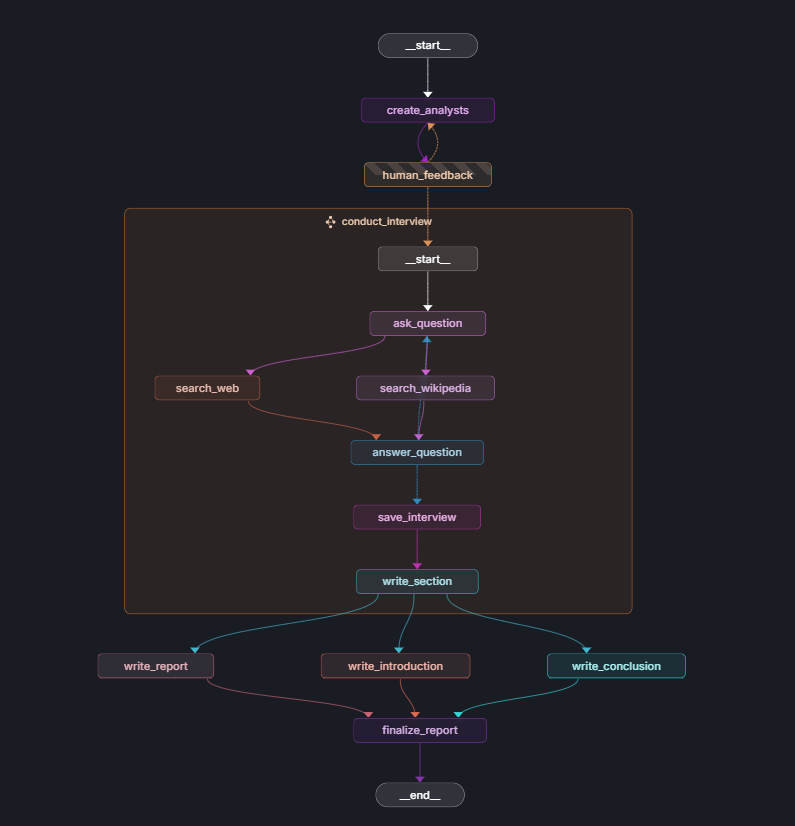 __start__
create_analysts
human_feedback
conduct_interview
__start__
ask_question
search_web
search_wikipedia
answer_question
save_interview
write_section
write_report
write_introduction
write_conclusion
finalize_report
__end__